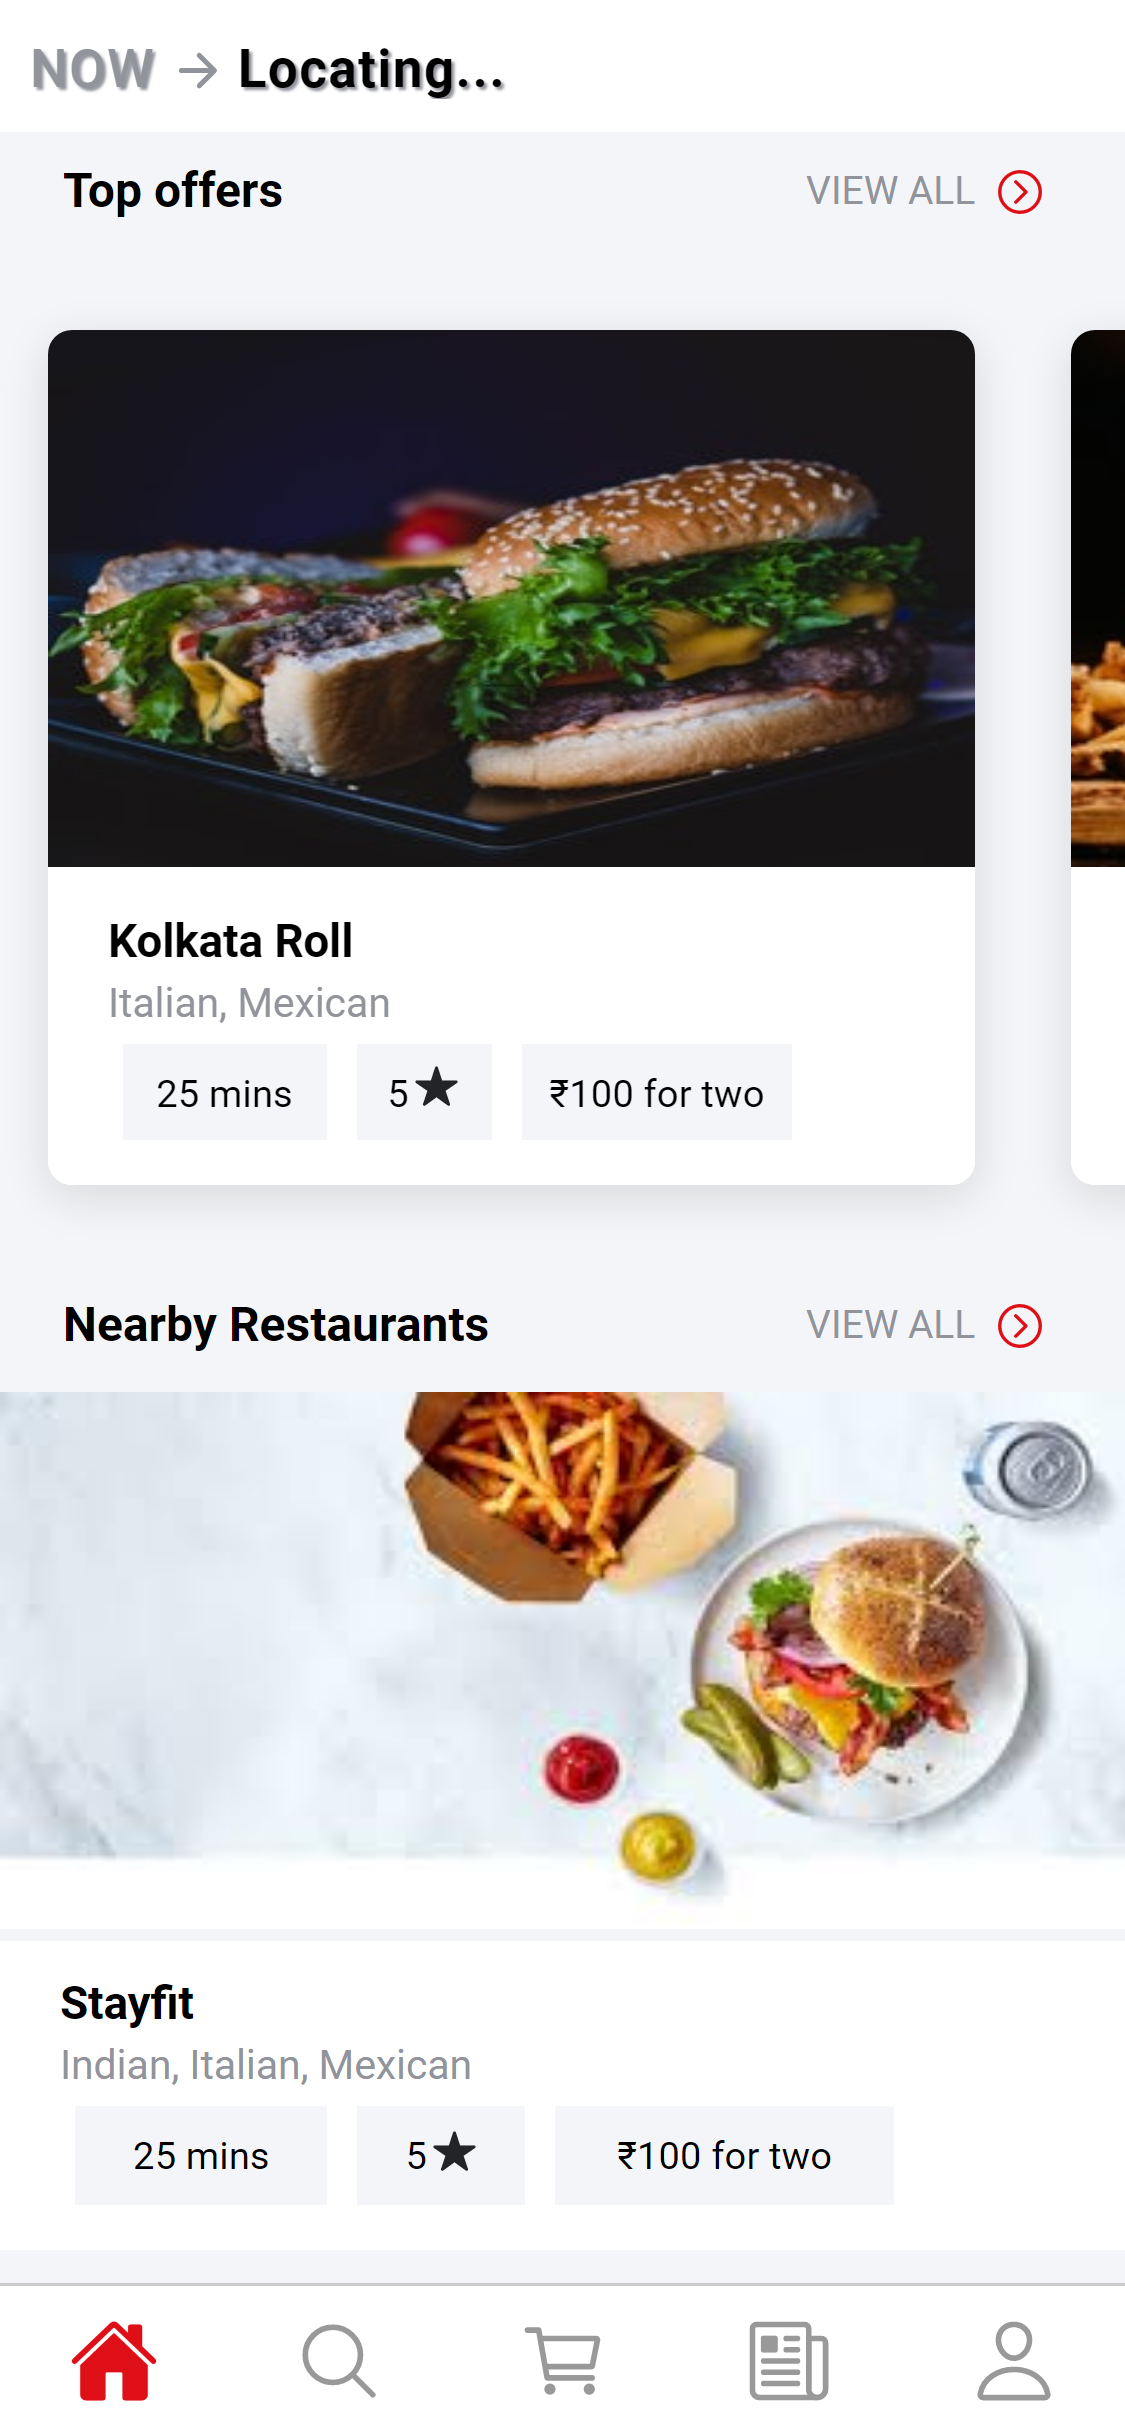 NOW → Locating...
Top offers
VIEW ALL
Kolkata Roll
Italian, Mexican
25 mins 5★ ₹100 for two
Nearby Restaurants
VIEW ALL
Stayfit
Indian, Italian, Mexican
25 mins 5★ ₹100 for two